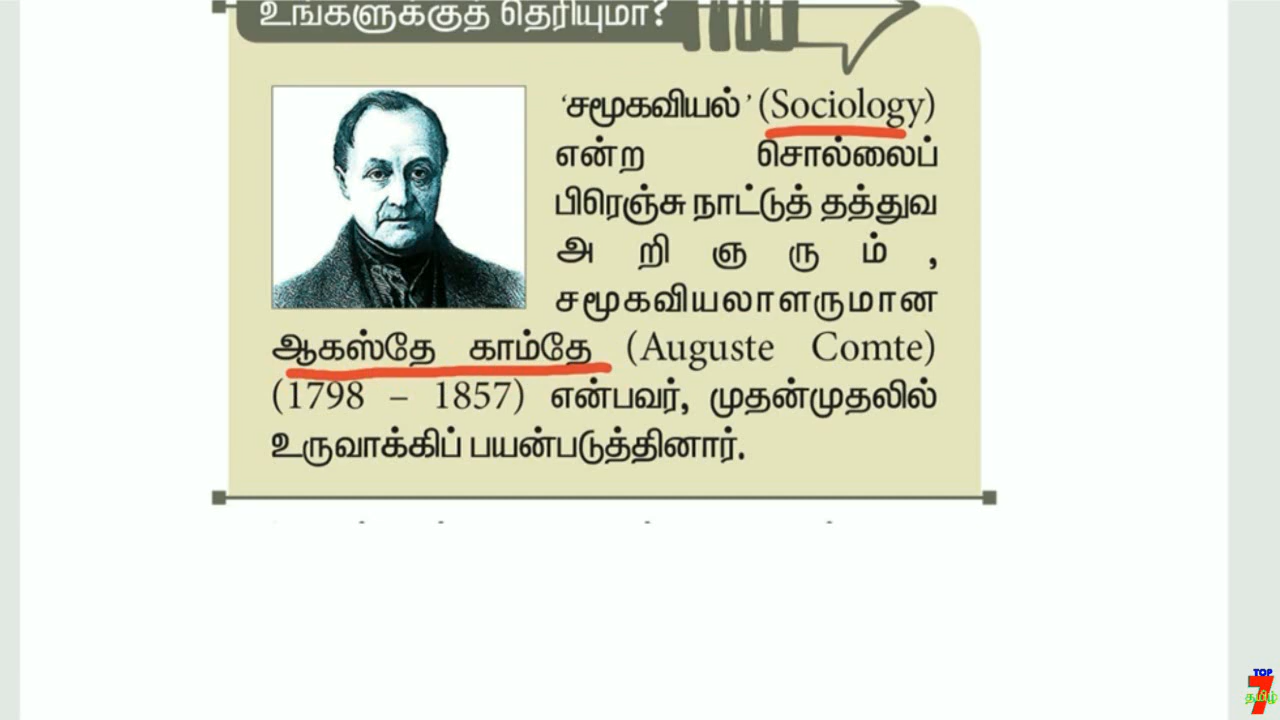 உங்களுக்குத் தெரியுமா?
‘சமூகவியல்’ (Sociology)
என்ற சொல்லைப்
பிரெஞ்சு நாட்டுத் தத்துவ
அறிஞரும்,
சமூகவியலாளருமான
ஆகஸ்தே காம்தே (Auguste Comte)
(1798 – 1857) என்பவர், முதன்முதலில்
உருவாக்கிப் பயன்படுத்தினார்.
TOP
7
தமிழ்